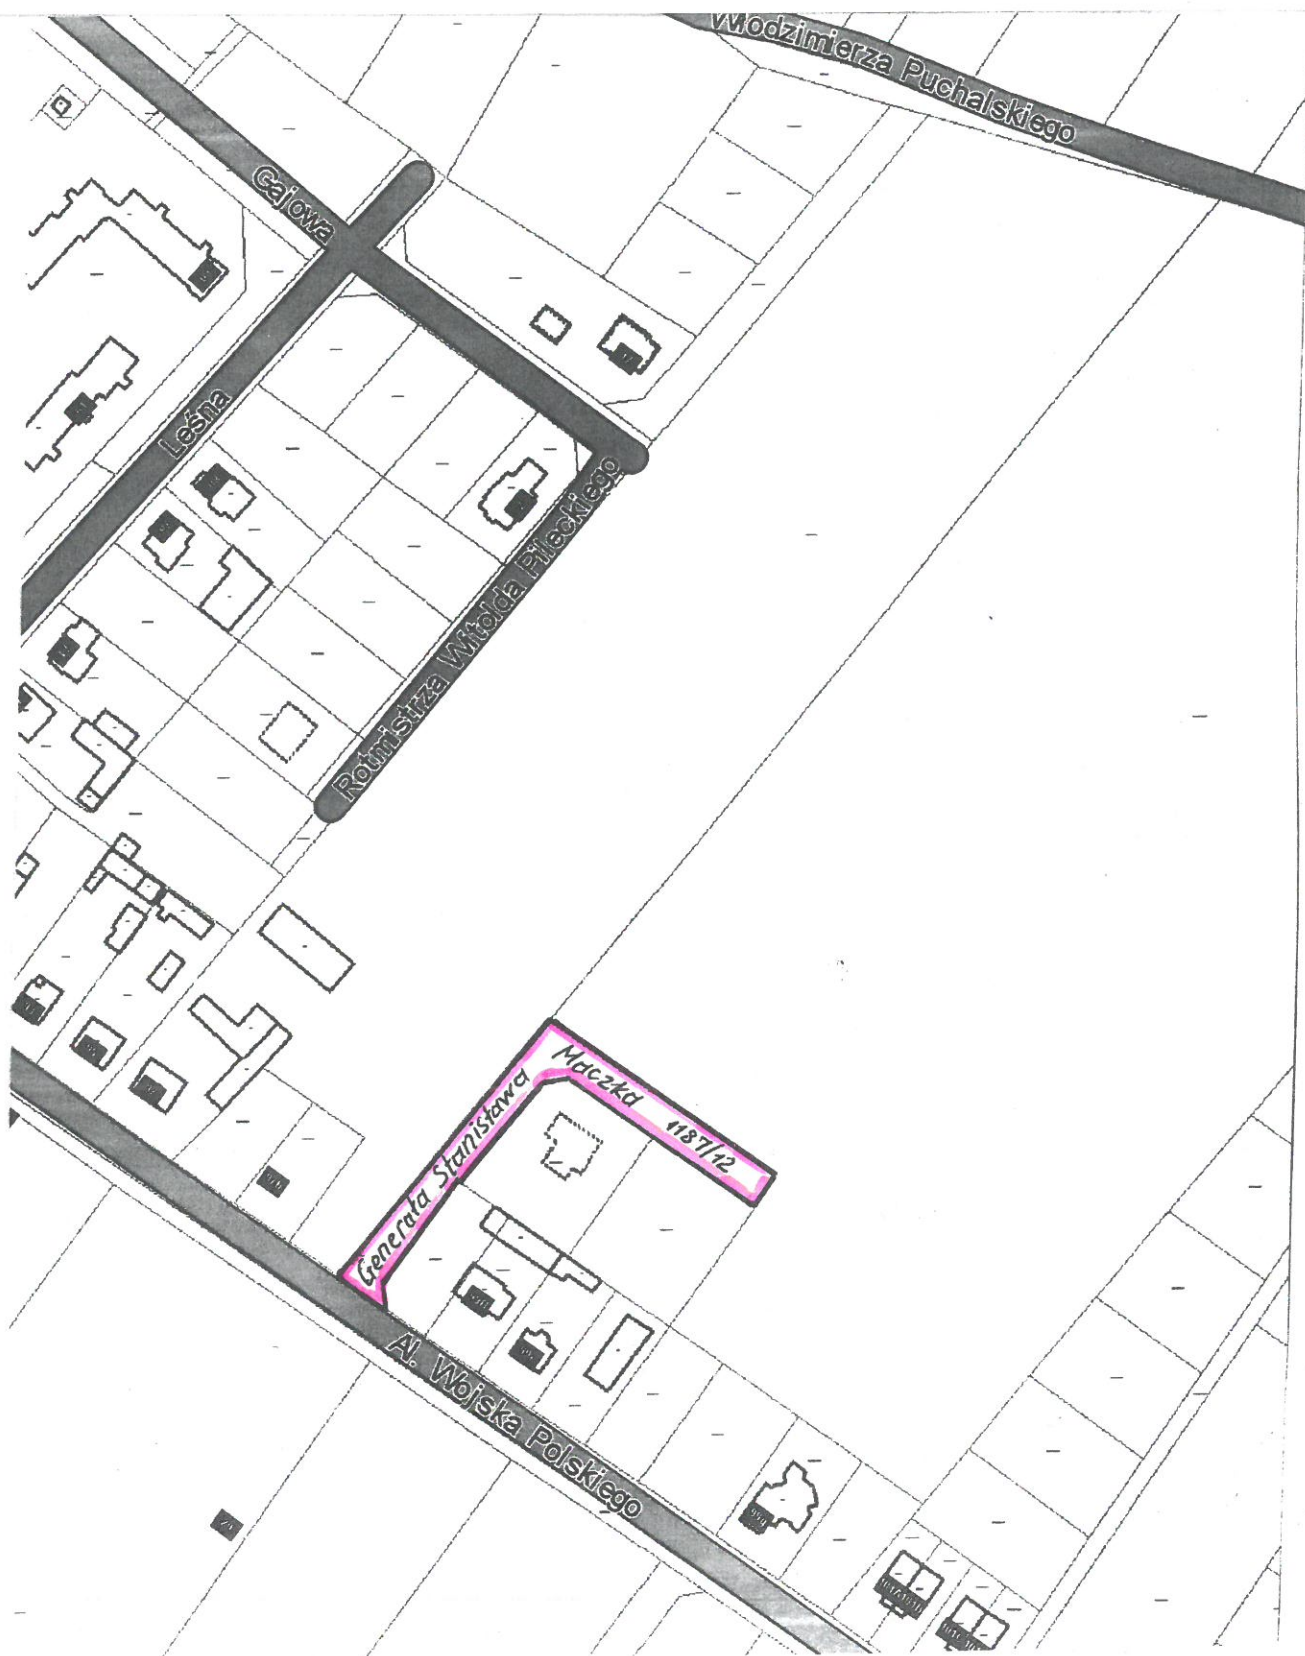 Włodzimierza Puchalskiego
Gajowa
Leśna
Rotmistrza Witolda Pileckiego
Generała Stanisława
Maczka 1187/12
Al. Wojska Polskiego